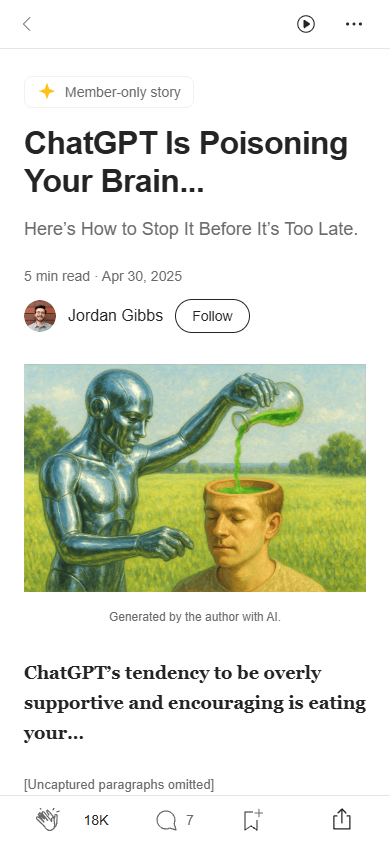 Member-only story
ChatGPT Is Poisoning
Your Brain...
Here’s How to Stop It Before It’s Too Late.
5 min read · Apr 30, 2025
Jordan Gibbs
Follow
Generated by the author with AI.
ChatGPT’s tendency to be overly
supportive and encouraging is eating
your...
[Uncaptured paragraphs omitted]
18K
7